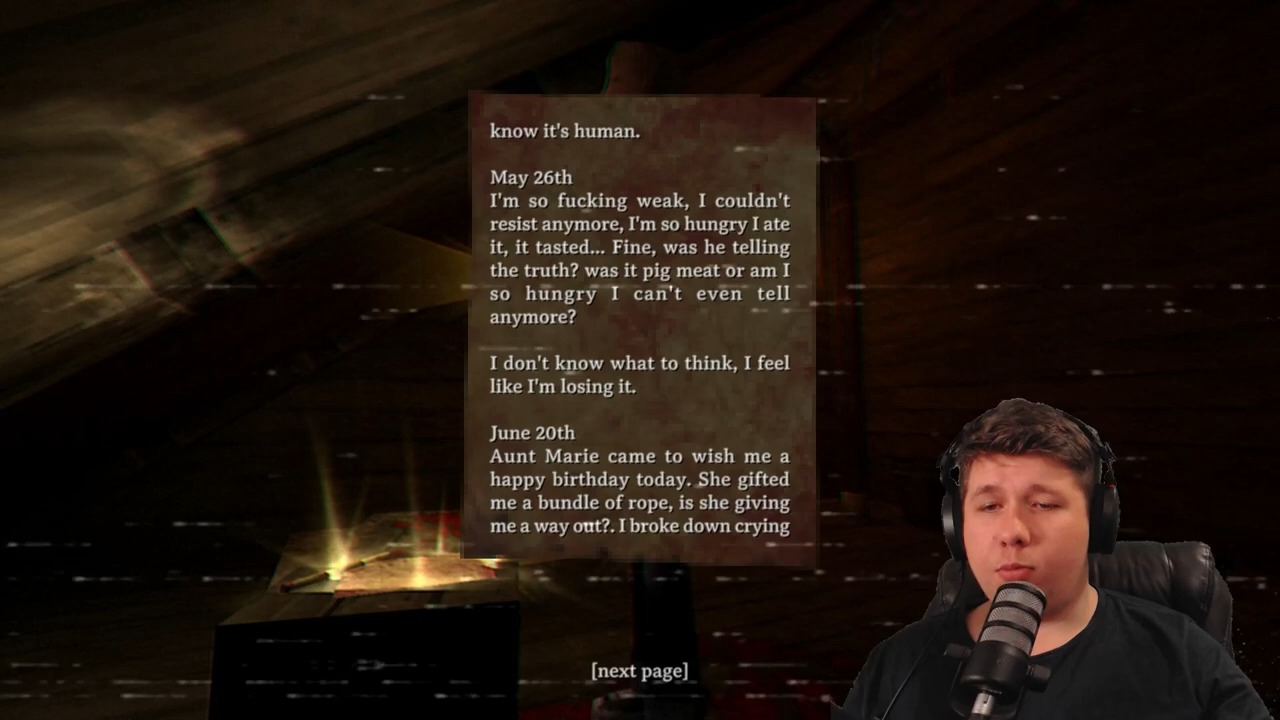 know it's human.
May 26th
I'm so fucking weak, I couldn't
resist anymore, I'm so hungry I ate
it, it tasted... Fine, was he telling
the truth? was it pig meat or am I
so hungry I can't even tell
anymore?
I don't know what to think, I feel
like I'm losing it.
June 20th
Aunt Marie came to wish me a
happy birthday today. She gifted
me a bundle of rope, is she giving
me a way out?. I broke down crying
[next page]